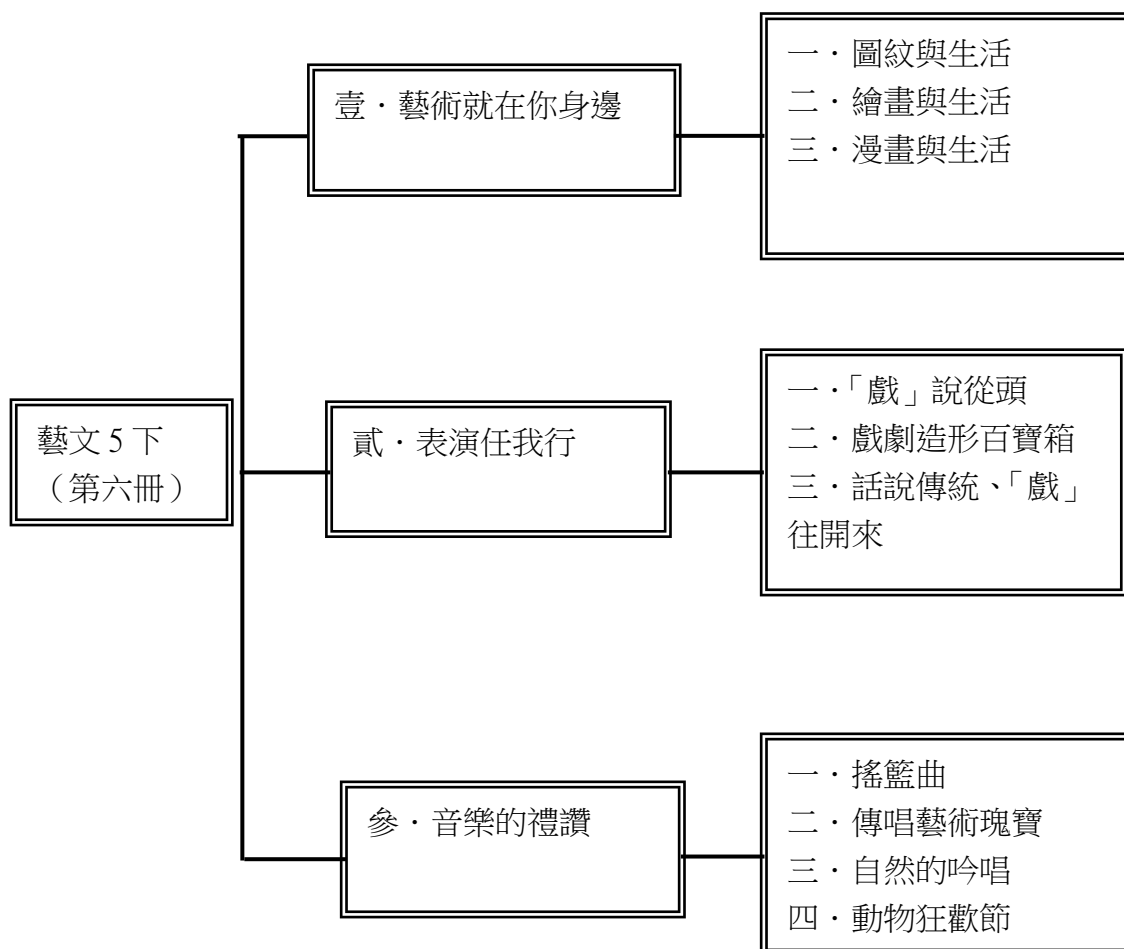 壹．藝術就在你身邊
一．圖紋與生活
二．繪畫與生活
三．漫畫與生活
藝文 5 下
（第六冊）
貳．表演任我行
一．「戲」說從頭
二．戲劇造形百寶箱
三．話說傳統、「戲」
往開來
參．音樂的禮讚
一．搖籃曲
二．傳唱藝術瑰寶
三．自然的吟唱
四．動物狂歡節